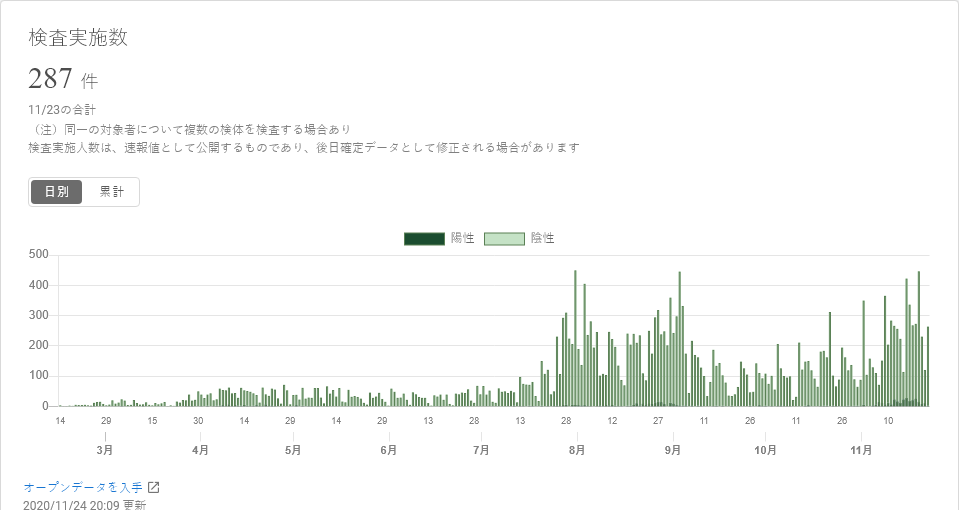 検査実施数
287 件
11/23の合計
（注）同一の対象者について複数の検体を検査する場合あり
検査実施人数は、速報値として公開するものであり、後日確定データとして修正される場合があります
日別 累計
陽性 陰性
500
400
300
200
100
0
14 29 15 30 14 29 14 29 13 28 13 28 12 27 11 26 11 26 10
3月 4月 5月 6月 7月 8月 9月 10月 11月
オープンデータを入手
2020/11/24 20:09 更新